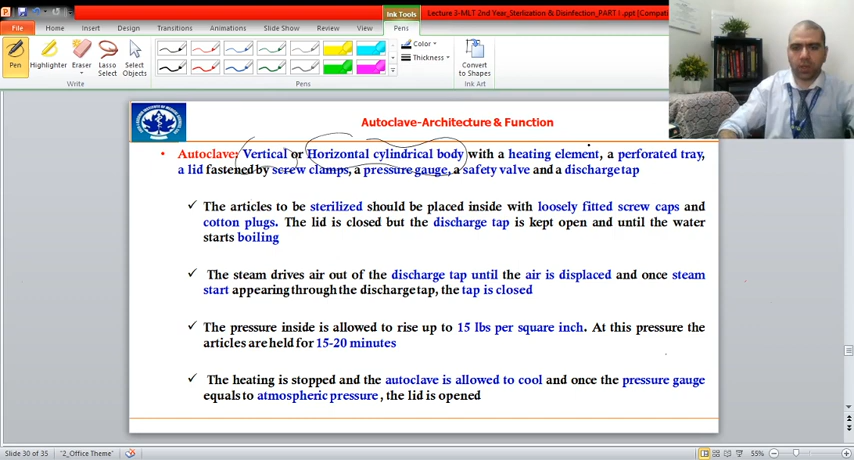 Ink Tools
Lecture 3-MLT 2nd Year_Sterlization & Disinfection_PART I .ppt [Compati
File Home Insert Design Transitions Animations Slide Show Review View Pens
Pen Highlighter Eraser Lasso Select Select Objects
Color
Thickness
Convert to Shapes
Write Pens Ink Art
Autoclave-Architecture & Function
• Autoclave: Vertical or Horizontal cylindrical body with a heating element, a perforated tray,
a lid fastened by screw clamps, a pressure gauge, a safety valve and a discharge tap
✓ The articles to be sterilized should be placed inside with loosely fitted screw caps and
cotton plugs. The lid is closed but the discharge tap is kept open and until the water
starts boiling
✓ The steam drives air out of the discharge tap until the air is displaced and once steam
start appearing through the discharge tap, the tap is closed
✓ The pressure inside is allowed to rise up to 15 lbs per square inch. At this pressure the
articles are held for 15-20 minutes
✓ The heating is stopped and the autoclave is allowed to cool and once the pressure gauge
equals to atmospheric pressure, the lid is opened
Slide 30 of 35 "2_Office Theme" 55%